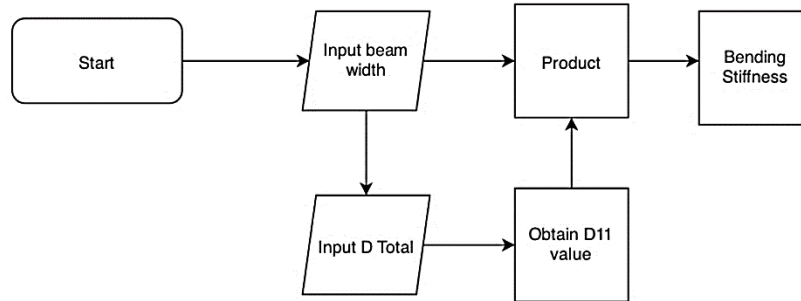 Start
Input beam
width
Product
Bending
Stiffness
Input D Total
Obtain D11
value